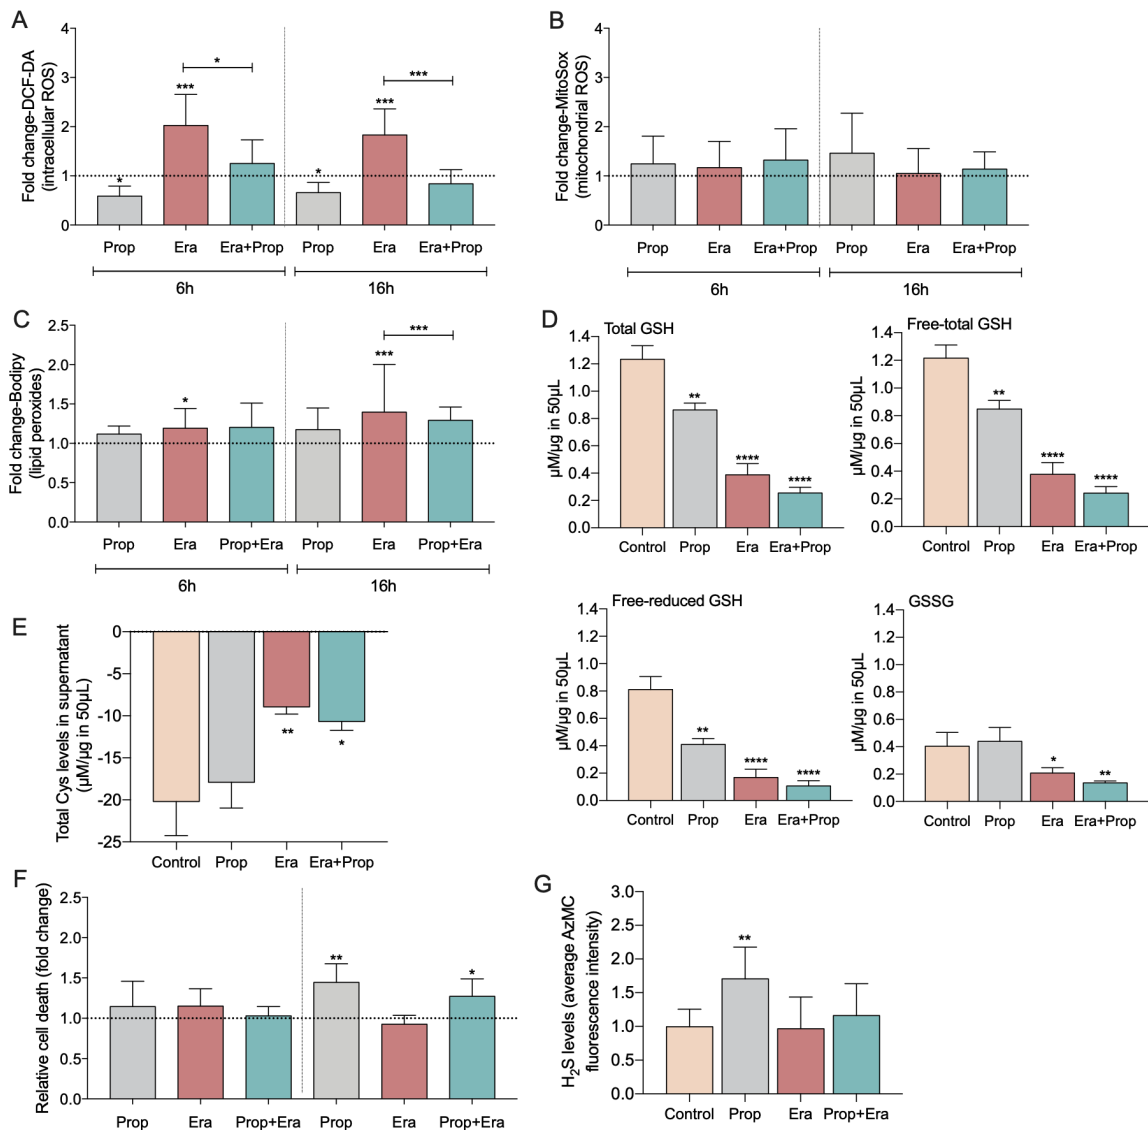 A
Fold change-DCF-DA
(intracellular ROS)
4
3
2
1
0
*
***
*
***
***
*
Prop Era Era+Prop Prop Era Era+Prop
6h 16h
B
Fold change-MitoSox
(mitochondrial ROS)
4
3
2
1
0
Prop Era Era+Prop Prop Era Era+Prop
6h 16h
C
Fold change-Bodipy
(lipid peroxides)
2.5
2.0
1.5
1.0
0.5
0.0
*
***
***
Prop Era Prop+Era Prop Era Prop+Era
6h 16h
D
Total GSH
µM/µg in 50µL
1.4
1.2
1.0
0.8
0.6
0.4
0.2
0.0
**
****
****
Control Prop Era Era+Prop
Free-total GSH
µM/µg in 50µL
1.4
1.2
1.0
0.8
0.6
0.4
0.2
0.0
**
****
****
Control Prop Era Era+Prop
Free-reduced GSH
µM/µg in 50µL
1.4
1.2
1.0
0.8
0.6
0.4
0.2
0.0
**
****
****
Control Prop Era Era+Prop
GSSG
µM/µg in 50µL
1.4
1.2
1.0
0.8
0.6
0.4
0.2
0.0
*
**
Control Prop Era Era+Prop
E
Total Cys levels in supernatant
(µM/µg in 50µL)
0
-5
-10
-15
-20
-25
**
*
Control Prop Era Era+Prop
F
Relative cell death (fold change)
2.5
2.0
1.5
1.0
0.5
0.0
**
*
Prop Era Prop+Era Prop Era Prop+Era
G
H₂S levels (average AzMC
fluorescence intensity)
3.0
2.5
2.0
1.5
1.0
0.5
0.0
**
Control Prop Era Prop+Era